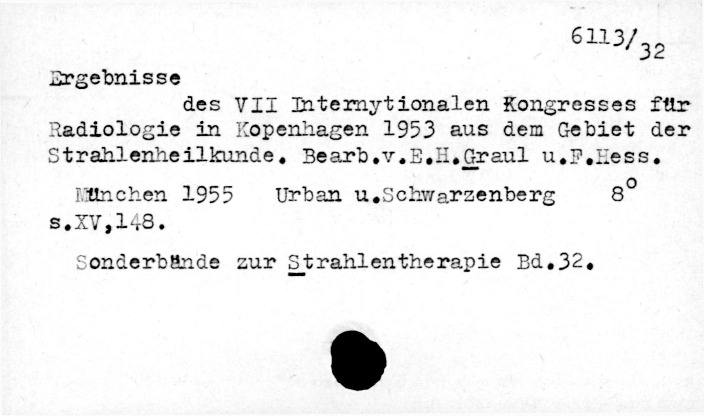 6113/32
Ergebnisse
des VII Internytionalen Kongresses für
Radiologie in Kopenhagen 1953 aus dem Gebiet der
Strahlenheilkunde. Bearb.v.E.H.Graul u.F.Hess.
München 1955 Urban u.Schwarzenberg 8°
s.XV,148.
Sonderbände zur Strahlentherapie Bd.32.